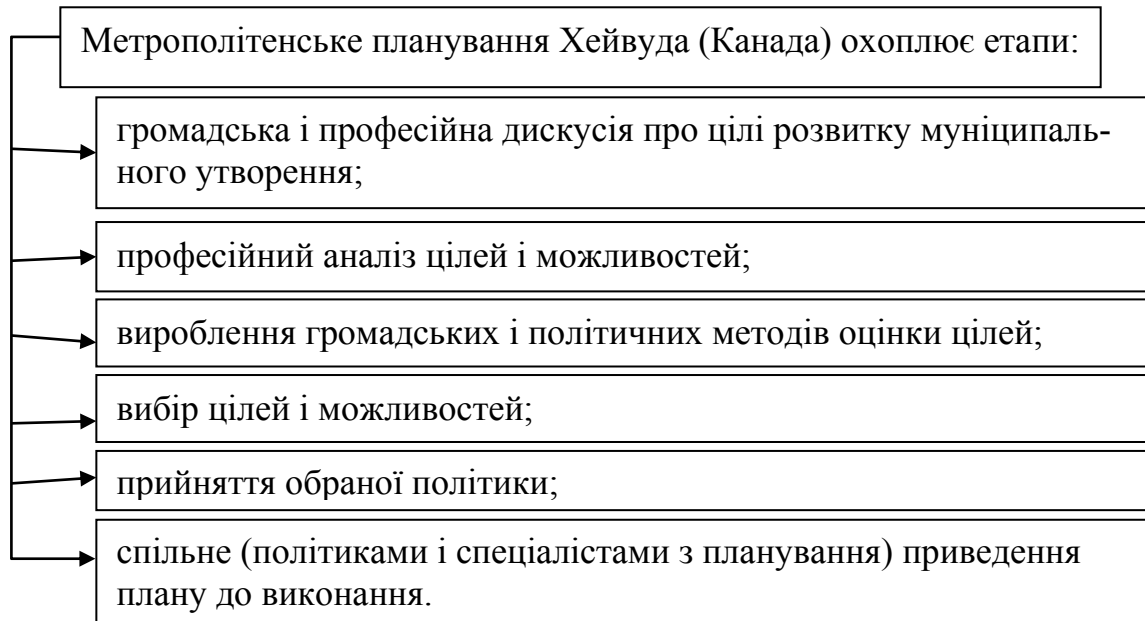 Метрополітенське планування Хейвуда (Канада) охоплює етапи:
громадська і професійна дискусія про цілі розвитку муніципаль-
ного утворення;
професійний аналіз цілей і можливостей;
вироблення громадських і політичних методів оцінки цілей;
вибір цілей і можливостей;
прийняття обраної політики;
спільне (політиками і спеціалістами з планування) приведення
плану до виконання.